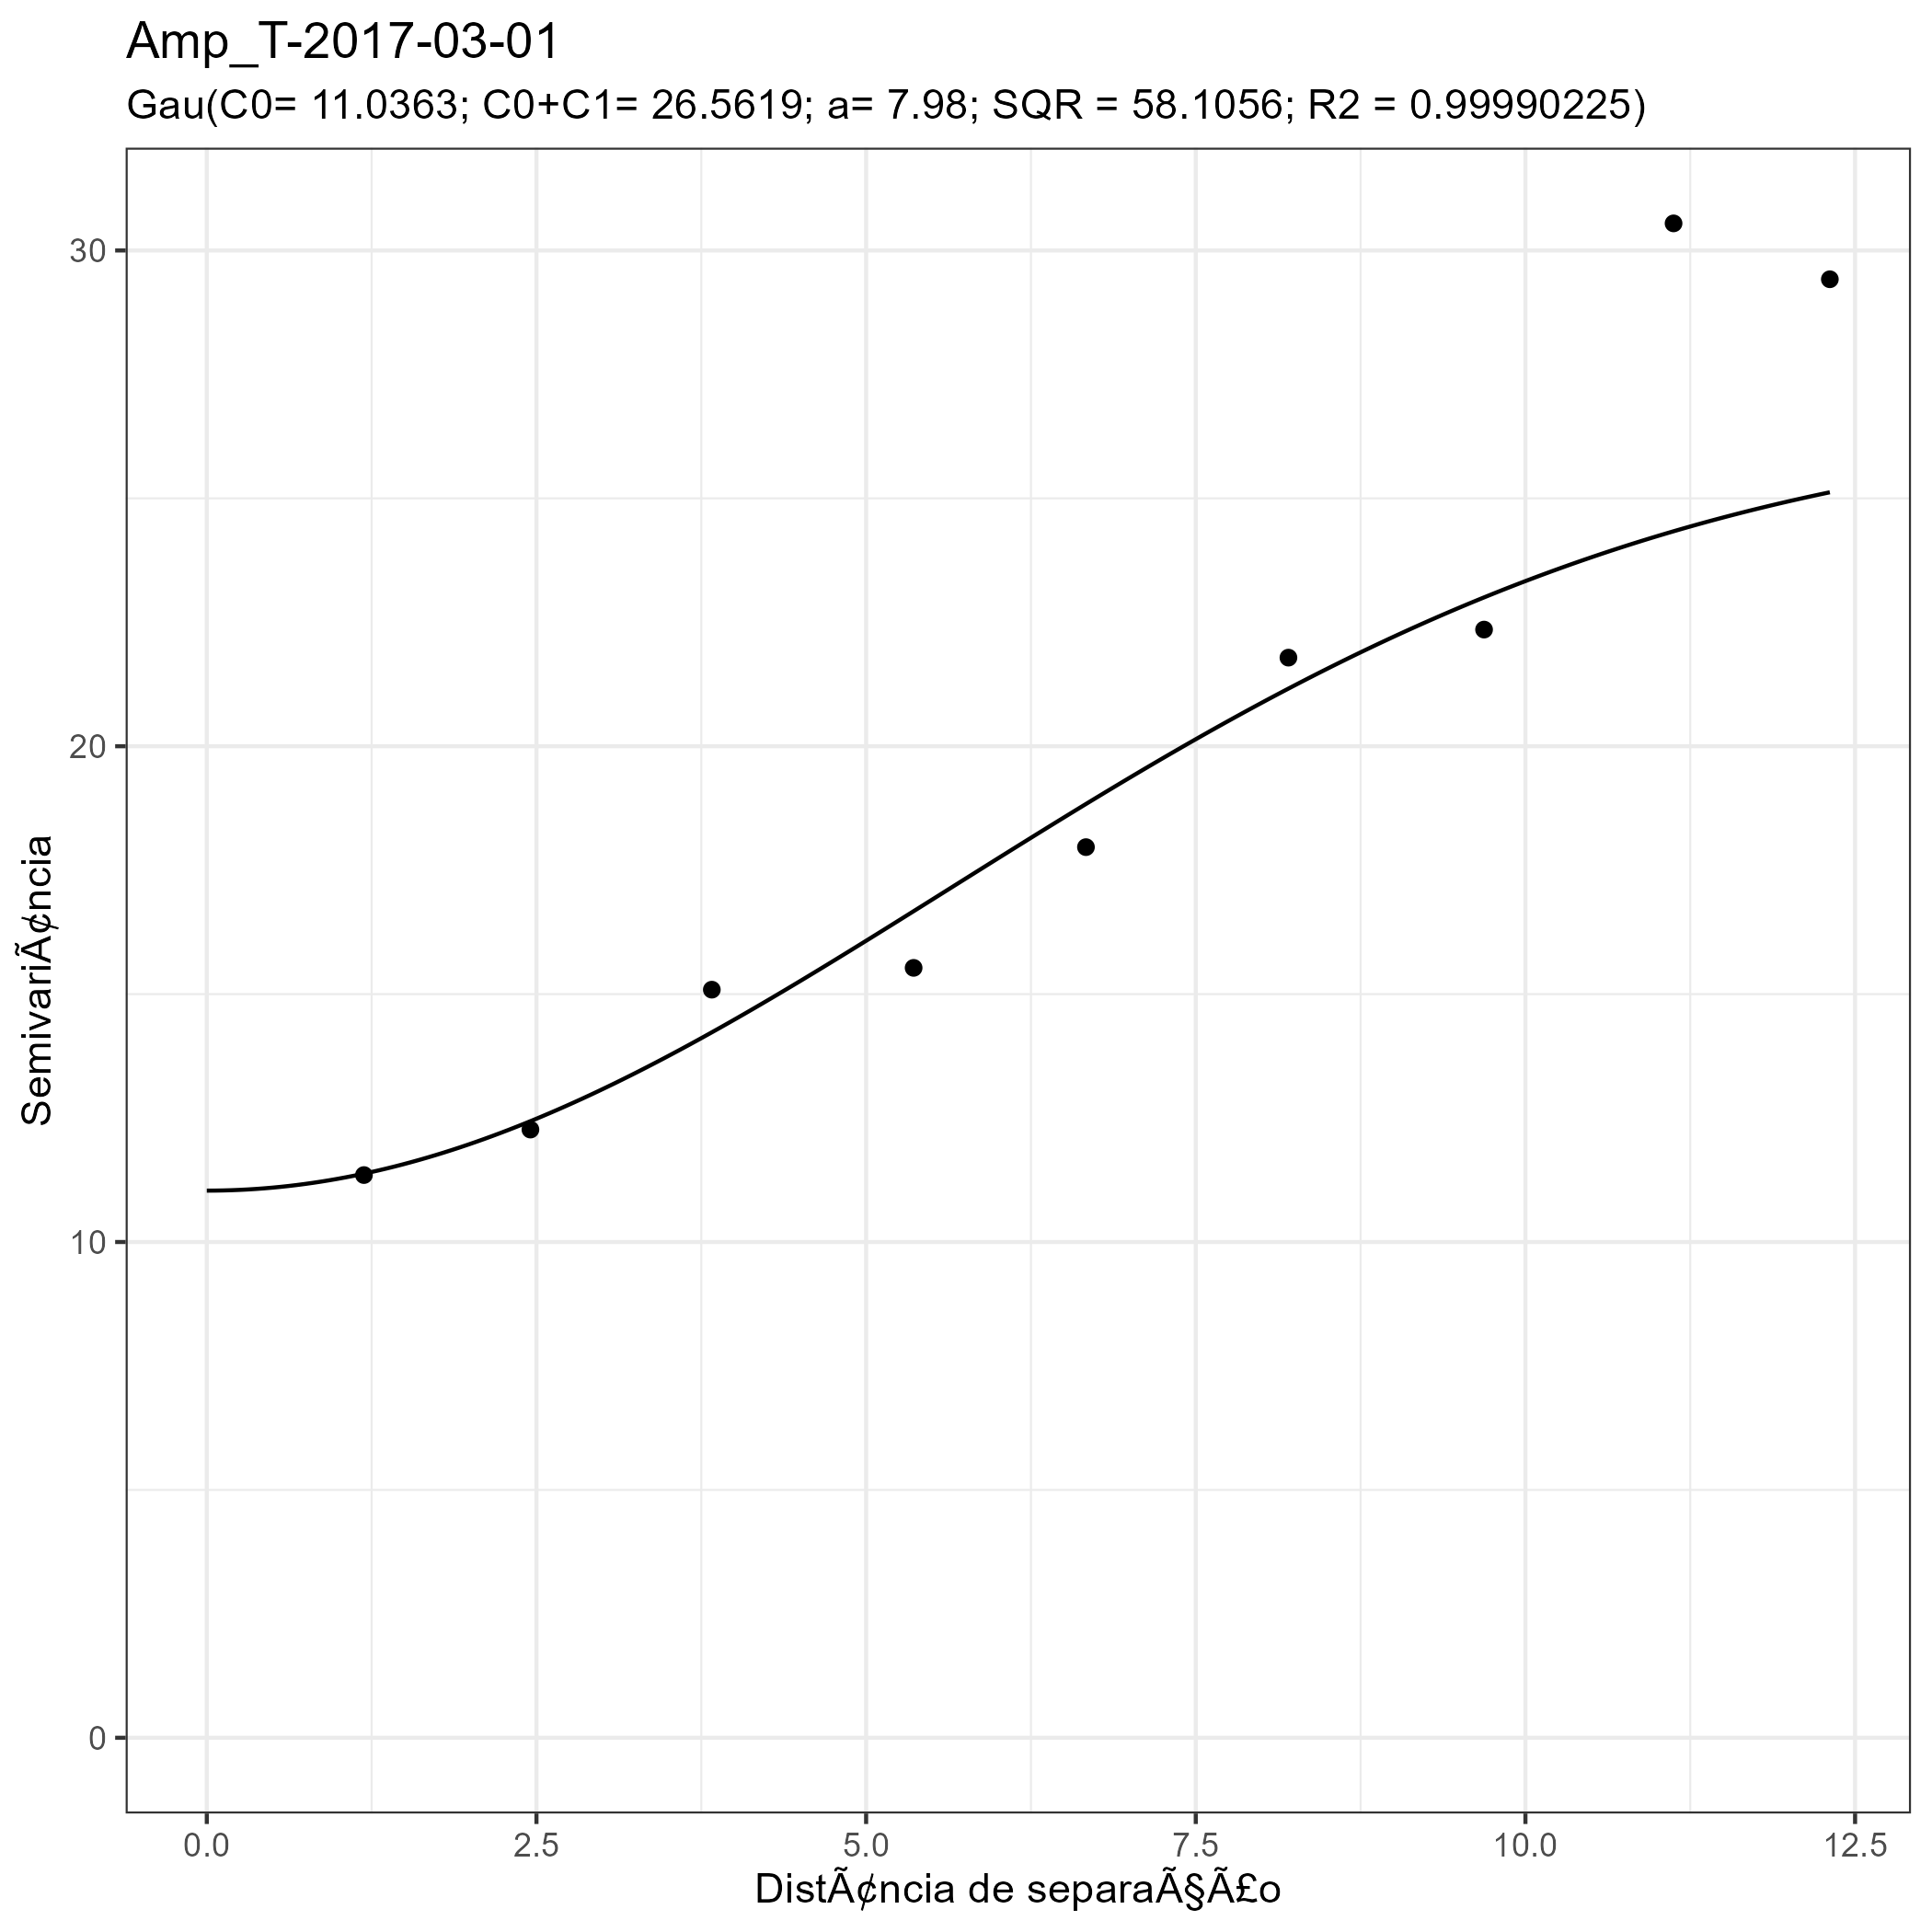 Amp_T-2017-03-01
Gau(C0= 11.0363; C0+C1= 26.5619; a= 7.98; SQR = 58.1056; R2 = 0.99990225)
30
20
10
0
SemivariÃ¢ncia
0.0 2.5 5.0 7.5 10.0 12.5
DistÃ¢ncia de separaÃ§Ã£o